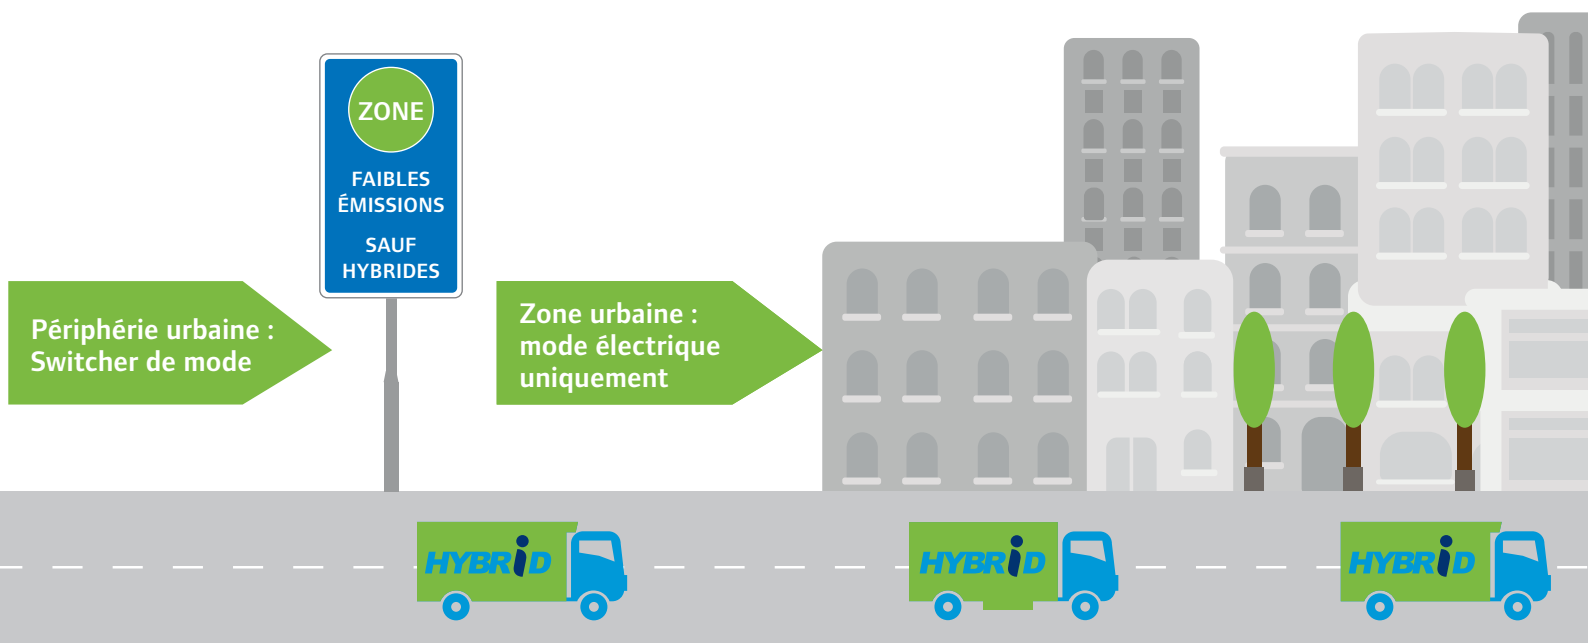 ZONE
FAIBLES
ÉMISSIONS
SAUF
HYBRIDES
Périphérie urbaine :
Switcher de mode
Zone urbaine :
mode électrique
uniquement
HYBRiD
HYBRiD
HYBRiD